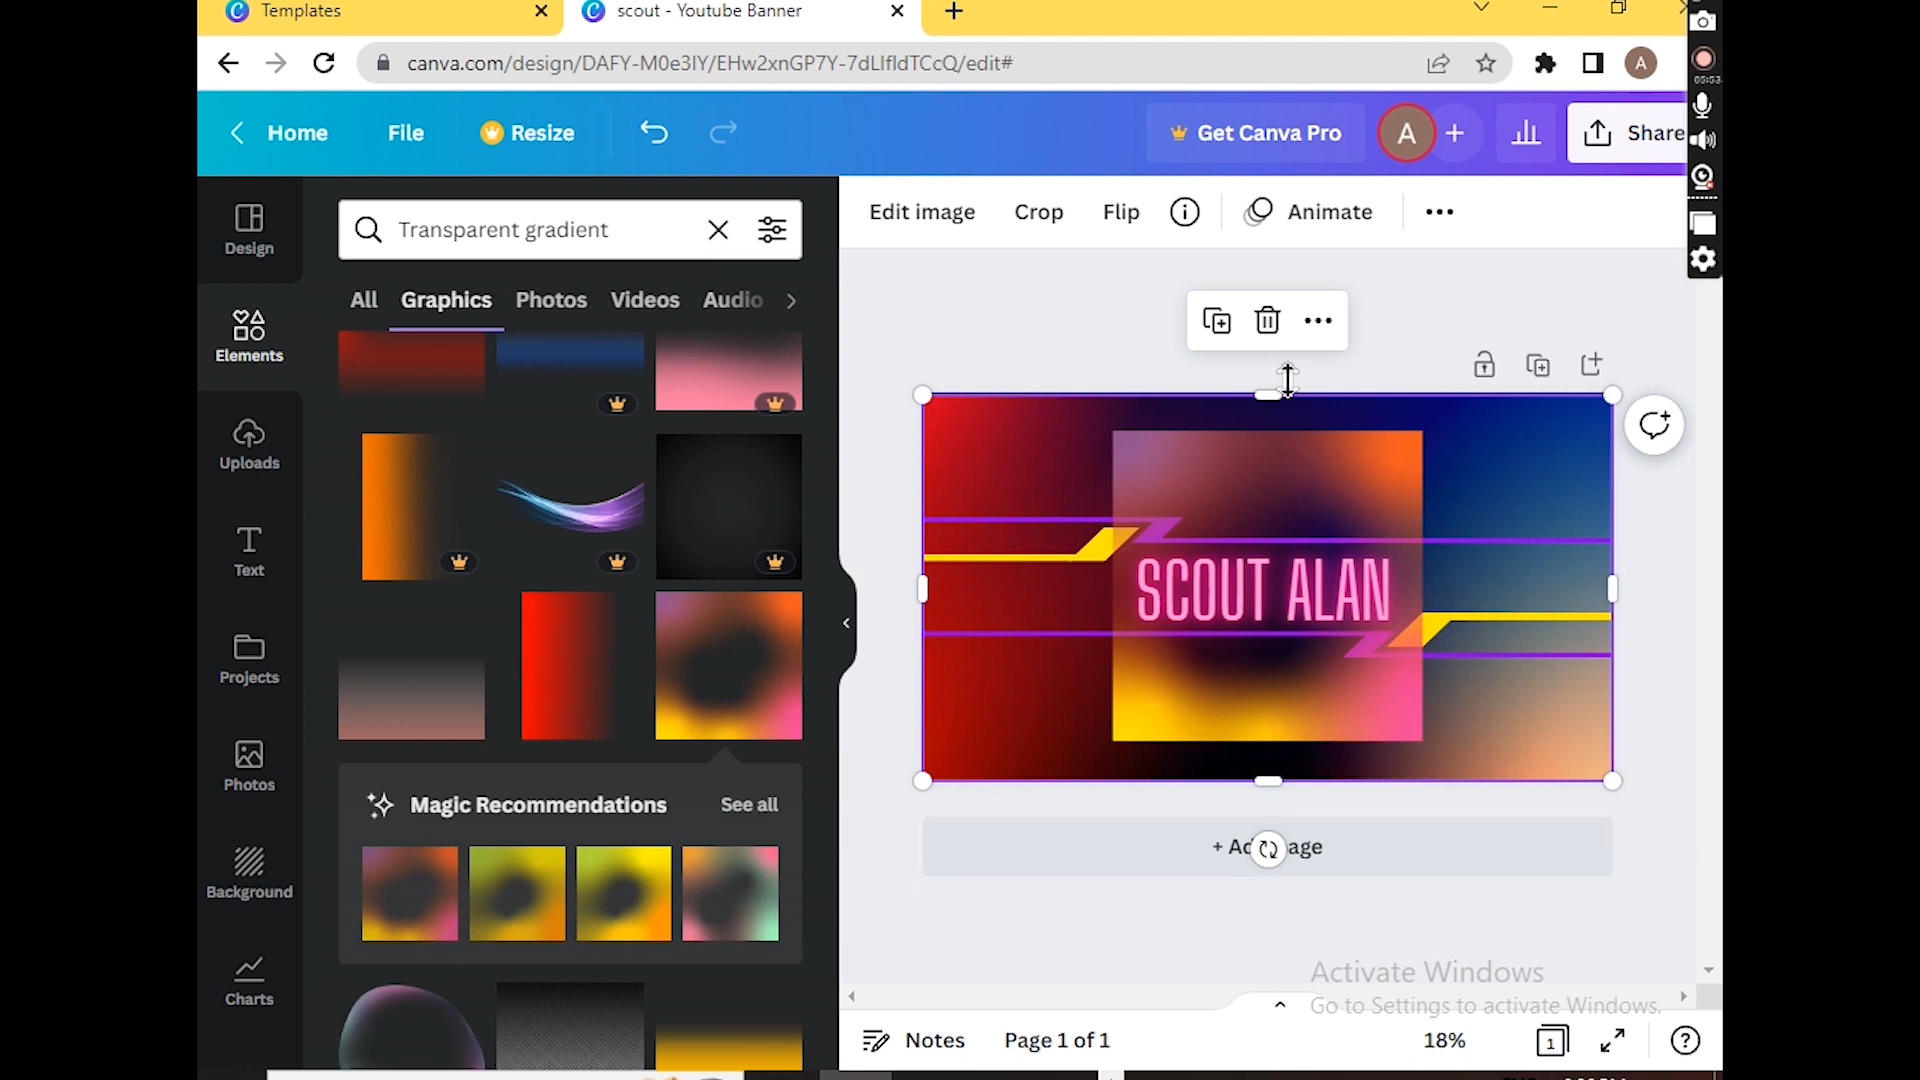 Templates
scout - Youtube Banner
canva.com/design/DAFY-M0e3IY/EHw2xnGP7Y-7dLIfldTCcQ/edit#
A
Home
File
Resize
Get Canva Pro
A
Share
Design
Elements
Uploads
Text
Projects
Photos
Background
Charts
Transparent gradient
All
Graphics
Photos
Videos
Audio
Magic Recommendations
See all
Edit image
Crop
Flip
Animate
SCOUT ALAN
Activate Windows
Go to Settings to activate Windows.
Notes
Page 1 of 1
18%
1